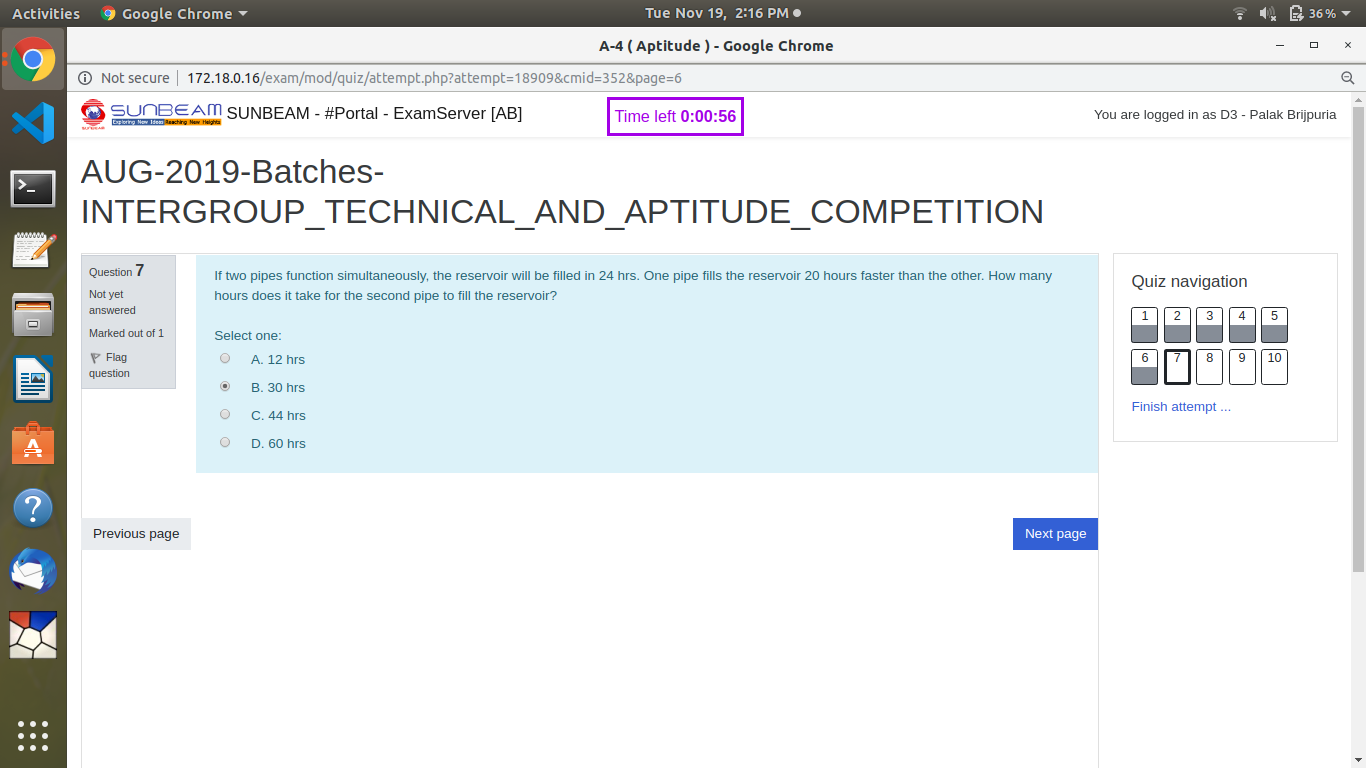 Activities Google Chrome Tue Nov 19, 2:16 PM 36%
A-4 ( Aptitude ) - Google Chrome
Not secure 172.18.0.16/exam/mod/quiz/attempt.php?attempt=18909&cmid=352&page=6
SUNBEAM SUNBEAM - #Portal - ExamServer [AB] Time left 0:00:56 You are logged in as D3 - Palak Brijpuria
Exploring New Ideas Reaching New Heights
SUNBEAM
AUG-2019-Batches-
INTERGROUP_TECHNICAL_AND_APTITUDE_COMPETITION
Question 7
Not yet
answered
Marked out of 1
Flag
question
If two pipes function simultaneously, the reservoir will be filled in 24 hrs. One pipe fills the reservoir 20 hours faster than the other. How many
hours does it take for the second pipe to fill the reservoir?
Select one:
A. 12 hrs
B. 30 hrs
C. 44 hrs
D. 60 hrs
Previous page Next page
Quiz navigation
1 2 3 4 5
6 7 8 9 10
Finish attempt ...